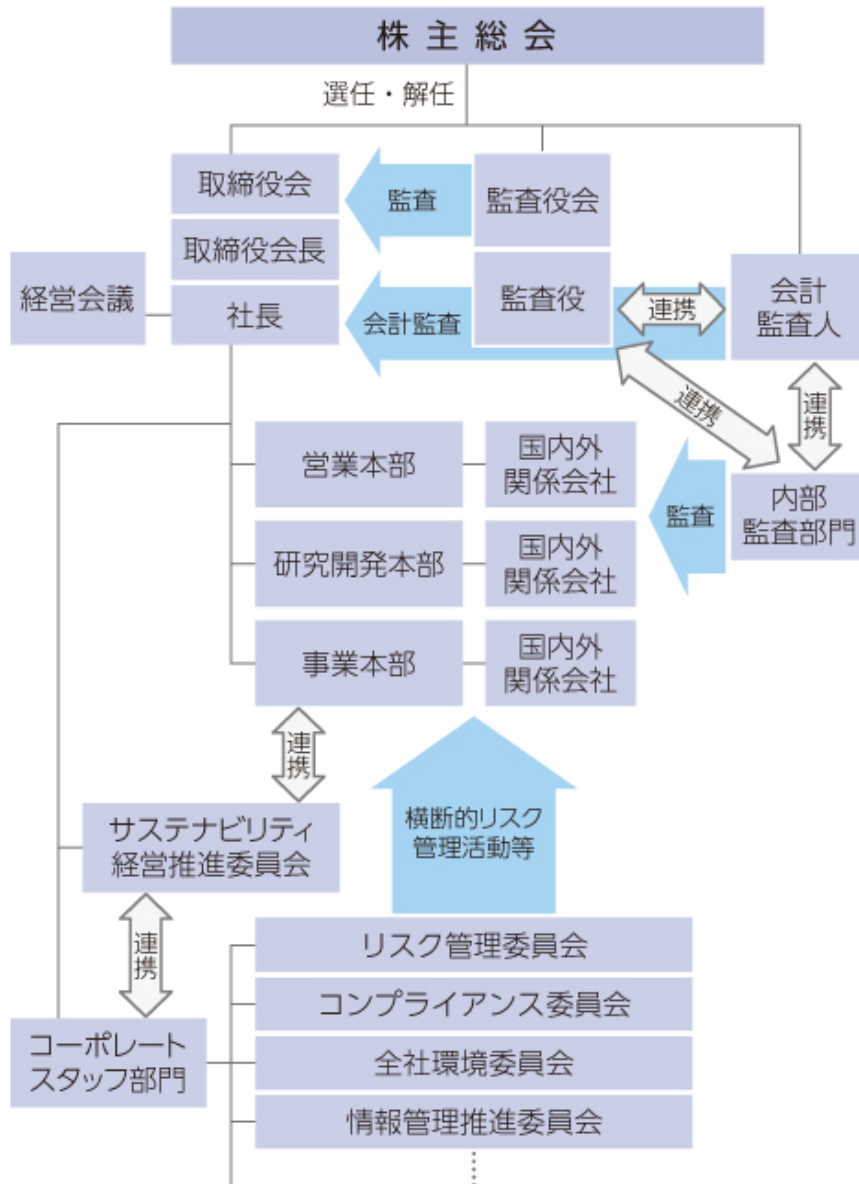 株主総会
選任・解任
取締役会
監査
監査役会
取締役会長
経営会議
社長
会計監査
監査役
連携
会計
監査人
連携
連携
営業本部
国内外
関係会社
監査
内部
監査部門
研究開発本部
国内外
関係会社
事業本部
国内外
関係会社
連携
横断的リスク
管理活動等
サステナビリティ
経営推進委員会
連携
リスク管理委員会
コンプライアンス委員会
コーポレート
スタッフ部門
全社環境委員会
情報管理推進委員会